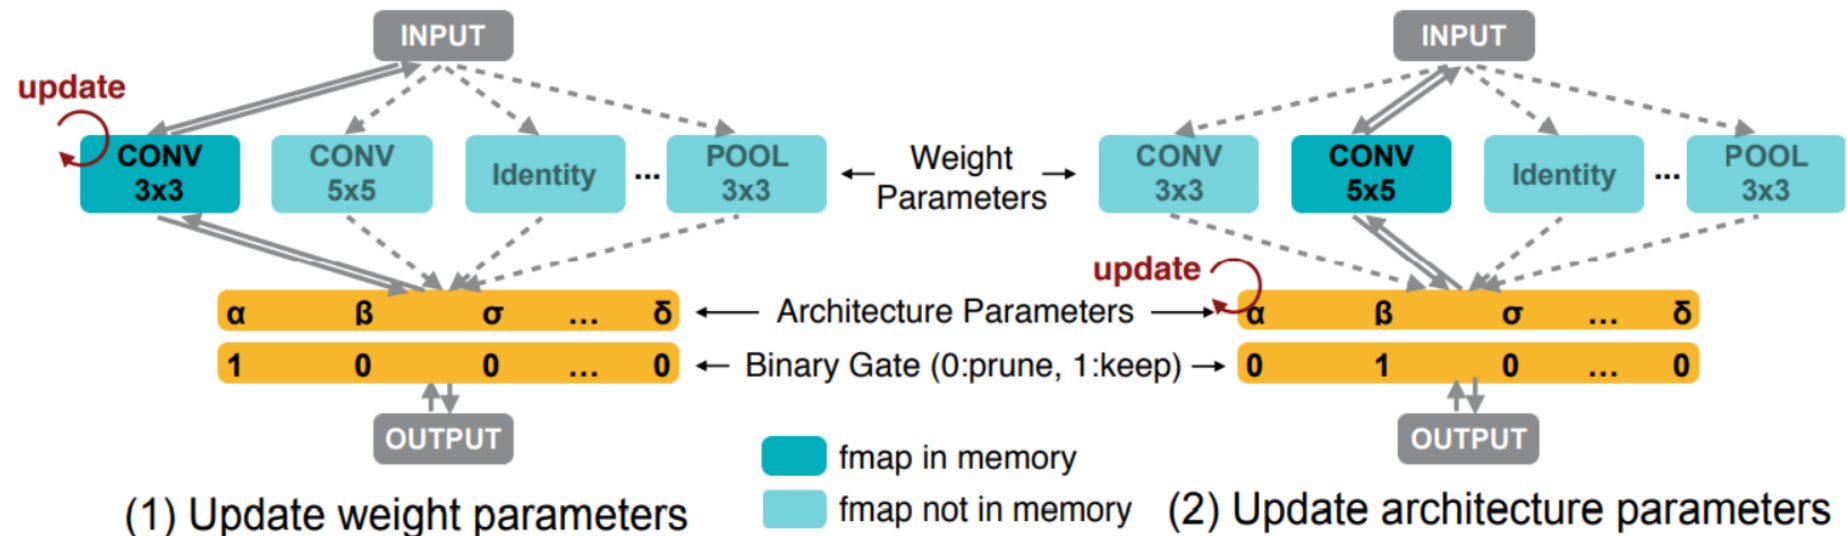 INPUT
update
CONV
3x3
CONV
5x5
Identity
...
POOL
3x3
Weight
Parameters
INPUT
CONV
3x3
CONV
5x5
Identity
...
POOL
3x3
update
α β σ ... δ
Architecture Parameters
α β σ ... δ
1 0 0 ... 0
Binary Gate (0:prune, 1:keep)
0 1 0 ... 0
OUTPUT
OUTPUT
fmap in memory
fmap not in memory
(1) Update weight parameters
(2) Update architecture parameters